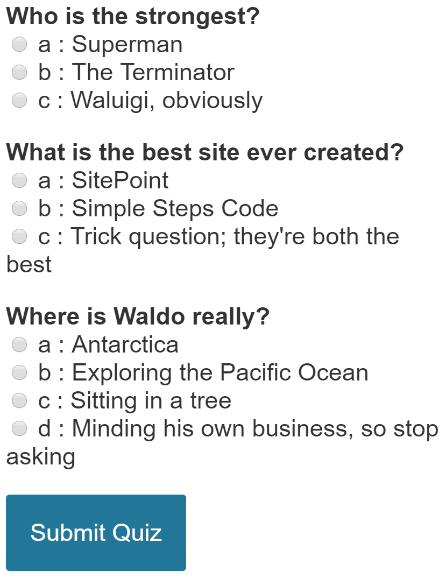 Who is the strongest?
a : Superman
b : The Terminator
c : Waluigi, obviously
What is the best site ever created?
a : SitePoint
b : Simple Steps Code
c : Trick question; they're both the
best
Where is Waldo really?
a : Antarctica
b : Exploring the Pacific Ocean
c : Sitting in a tree
d : Minding his own business, so stop
asking
Submit Quiz